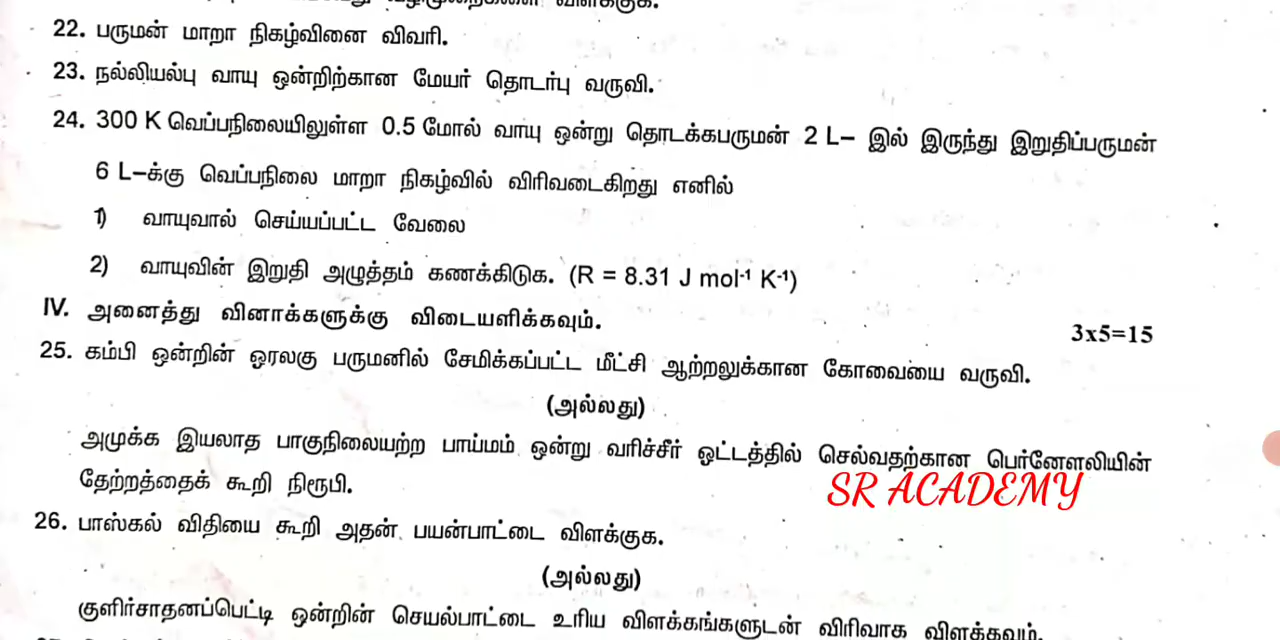 விளக்குக.
22. பருமன் மாறா நிகழ்வினை விவரி.
23. நல்லியல்பு வாயு ஒன்றிற்கான மேயர் தொடர்பு வருவி.
24. 300 K வெப்பநிலையிலுள்ள 0.5 மோல் வாயு ஒன்று தொடக்கபருமன் 2 L– இல் இருந்து இறுதிப்பருமன்
6 L–க்கு வெப்பநிலை மாறா நிகழ்வில் விரிவடைகிறது எனில்
1) வாயுவால் செய்யப்பட்ட வேலை
2) வாயுவின் இறுதி அழுத்தம் கணக்கிடுக. (R = 8.31 J mol⁻¹ K⁻¹)
IV. அனைத்து வினாக்களுக்கு விடையளிக்கவும். 3x5=15
25. கம்பி ஒன்றின் ஓரலகு பருமனில் சேமிக்கப்பட்ட மீட்சி ஆற்றலுக்கான கோவையை வருவி.
(அல்லது)
அமுக்க இயலாத பாகுநிலையற்ற பாய்மம் ஒன்று வரிச்சீர் ஓட்டத்தில் செல்வதற்கான பெர்னௌலியின்
தேற்றத்தைக் கூறி நிரூபி.
SR ACADEMY
26. பாஸ்கல் விதியை கூறி அதன் பயன்பாட்டை விளக்குக.
(அல்லது)
குளிர்சாதனப்பெட்டி ஒன்றின் செயல்பாட்டை உரிய விளக்கங்களுடன் விரிவாக விளக்கவும்.